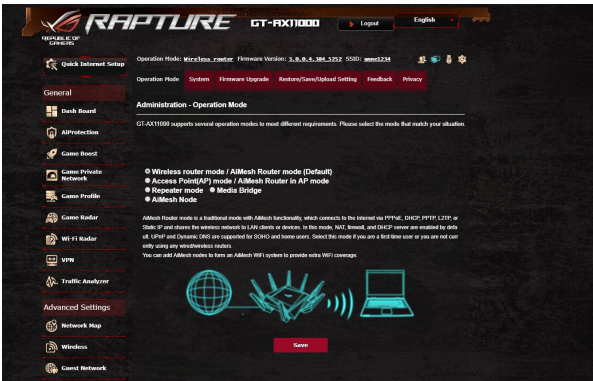 REPUBLIC OF
GAMERS
RAPTURE
GT-AX11000
Logout
English
Quick Internet Setup
General
Dash Board
AiProtection
Game Boost
Game Private
Network
Game Profile
Game Radar
Wi-Fi Radar
VPN
Traffic Analyzer
Advanced Settings
Network Map
Wireless
Guest Network
Operation Mode: Wireless router Firmware Version: 3.0.0.4.384_5252 SSID: anne1234
Operation Mode System Firmware Upgrade Restore/Save/Upload Setting Feedback Privacy
Administration - Operation Mode
GT-AX11000 supports several operation modes to meet different requirements. Please select the mode that match your situation.
Wireless router mode / AiMesh Router mode (Default)
Access Point(AP) mode / AiMesh Router in AP mode
Repeater mode Media Bridge
AiMesh Node
AiMesh Router mode is a traditional mode with AiMesh functionality, which connects to the Internet via PPPoE, DHCP, PPTP, L2TP, or
Static IP and shares the wireless network to LAN clients or devices. In this mode, NAT, firewall, and DHCP server are enabled by defa
ult. UPnP and Dynamic DNS are supported for SOHO and home users. Select this mode if you are a first-time user or you are not curr
ently using any wired/wireless routers.
You can add AiMesh nodes to form an AiMesh WiFi system to provide extra WiFi coverage.
Save